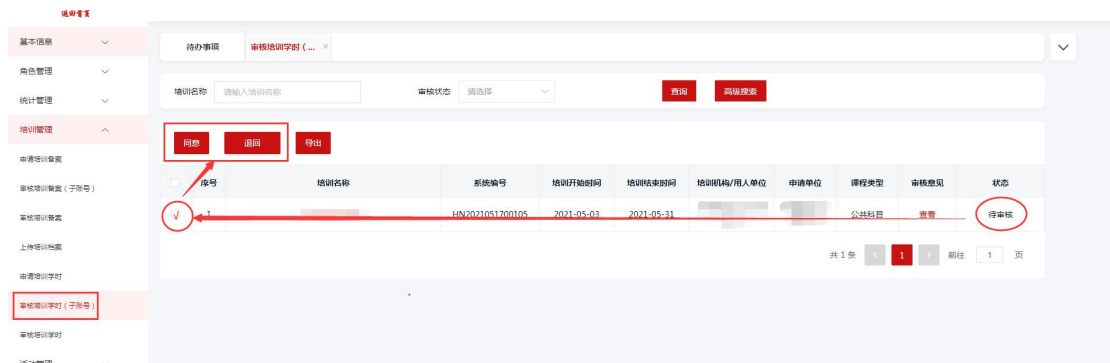 返回首页
基本信息
角色管理
统计管理
培训管理
申请培训备案
审核培训备案（子账号）
审核培训备案
上传培训档案
申请培训学时
审核培训学时（子账号）
审核培训学时
活动管理
待办事项 审核培训学时（... ×
培训名称 请输入培训名称 审核状态 请选择 查询 高级搜索
同意 退回 导出
序号 培训名称 系统编号 培训开始时间 培训结束时间 培训机构/用人单位 申请单位 课程类型 审核意见 状态
√ 1 HN2021051700105 2021-05-03 2021-05-31 公共科目 查看 待审核
共 1 条 < 1 > 前往 1 页